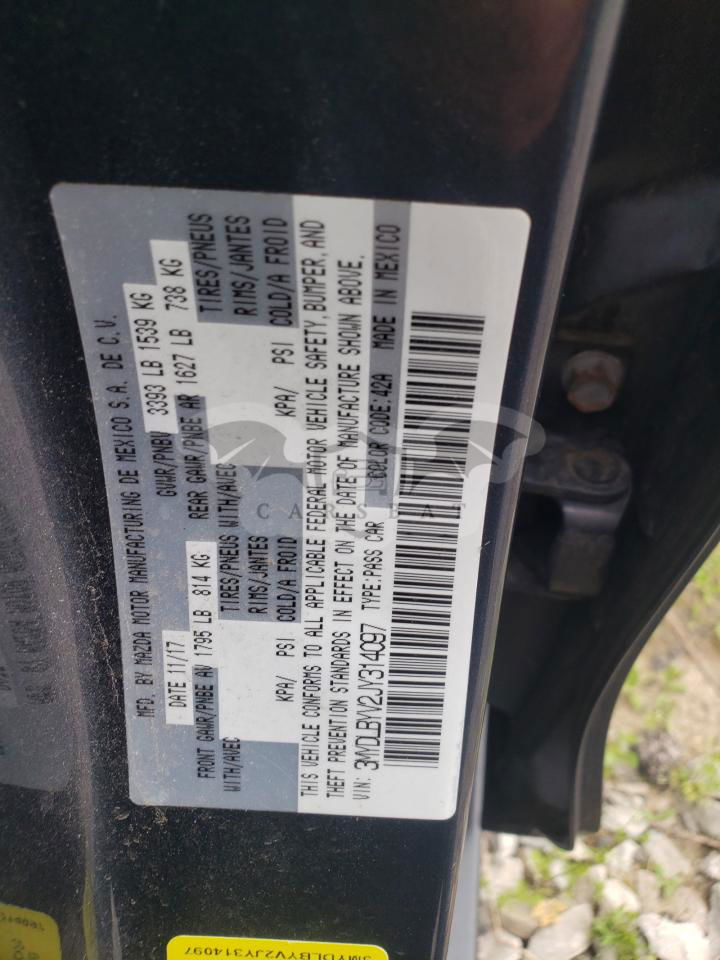 MFD. BY MAZDA MOTOR MANUFACTURING DE MEXICO S.A. DE C.V.
DATE 11/17 GVWR/PNBV 3393 LB 1539 KG
FRONT GAWR/PNBE AV 1795 LB 814 KG REAR GAWR/PNBE AR 1627 LB 738 KG
WITH/AVEC TIRES/PNEUS WITH/AVEC TIRES/PNEUS
RIMS/JANTES RIMS/JANTES
KPA/ PSI COLD/A FROID KPA/ PSI COLD/A FROID
THIS VEHICLE CONFORMS TO ALL APPLICABLE FEDERAL MOTOR VEHICLE SAFETY, BUMPER, AND
THEFT PREVENTION STANDARDS IN EFFECT ON THE DATE OF MANUFACTURE SHOWN ABOVE.
VIN: 3MYDLBYV2JY314097 TYPE:PASS CAR COLOR CODE:42A MADE IN MEXICO
CARSBAT
3MYDLBYV2JY314097